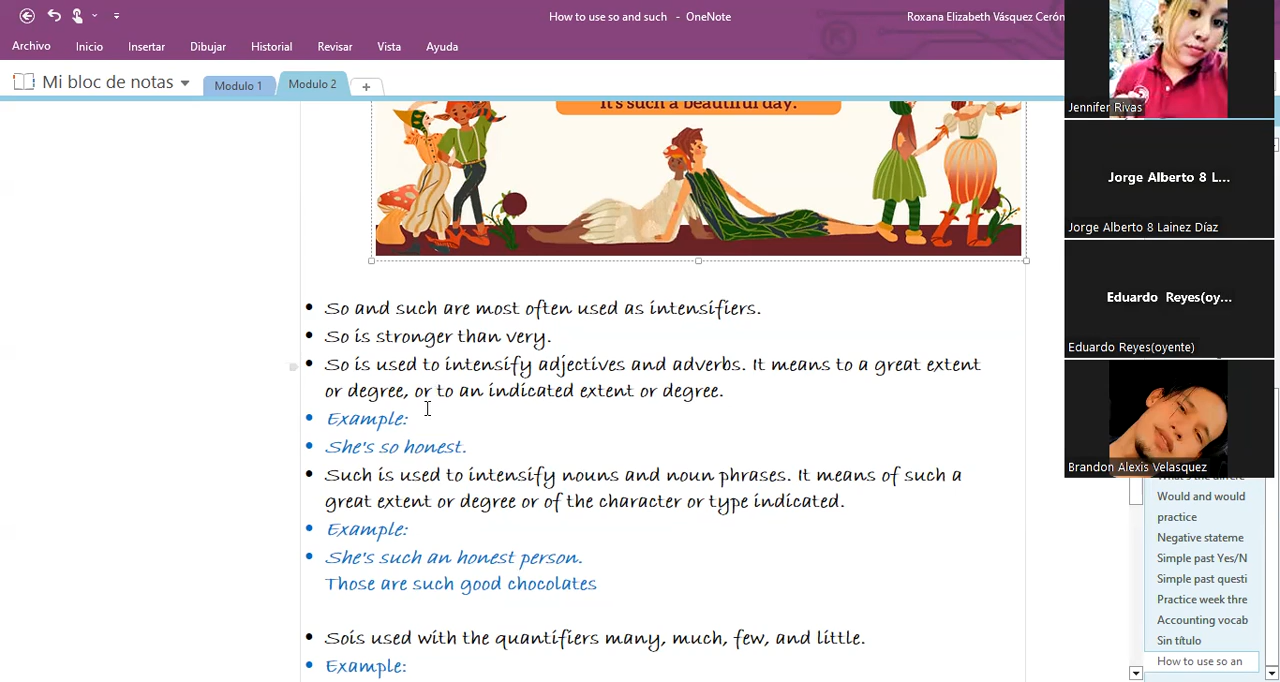 How to use so and such - OneNote
Roxana Elizabeth Vásquez Cerón
Archivo Inicio Insertar Dibujar Historial Revisar Vista Ayuda
Mi bloc de notas Modulo 1 Modulo 2 +
It's such a beautiful day.
• So and such are most often used as intensifiers.
• So is stronger than very.
• So is used to intensify adjectives and adverbs. It means to a great extent
or degree, or to an indicated extent or degree.
• Example:
• She's so honest.
• Such is used to intensify nouns and noun phrases. It means of such a
great extent or degree or of the character or type indicated.
• Example:
• She's such an honest person.
Those are such good chocolates
• Sois used with the quantifiers many, much, few, and little.
• Example:
Jennifer Rivas
Jorge Alberto 8 L...
Jorge Alberto 8 Lainez Díaz
Eduardo Reyes(oy...
Eduardo Reyes(oyente)
Brandon Alexis Velasquez
What's the differe
Would and would
practice
Negative stateme
Simple past Yes/N
Simple past questi
Practice week thre
Accounting vocab
Sin título
How to use so an